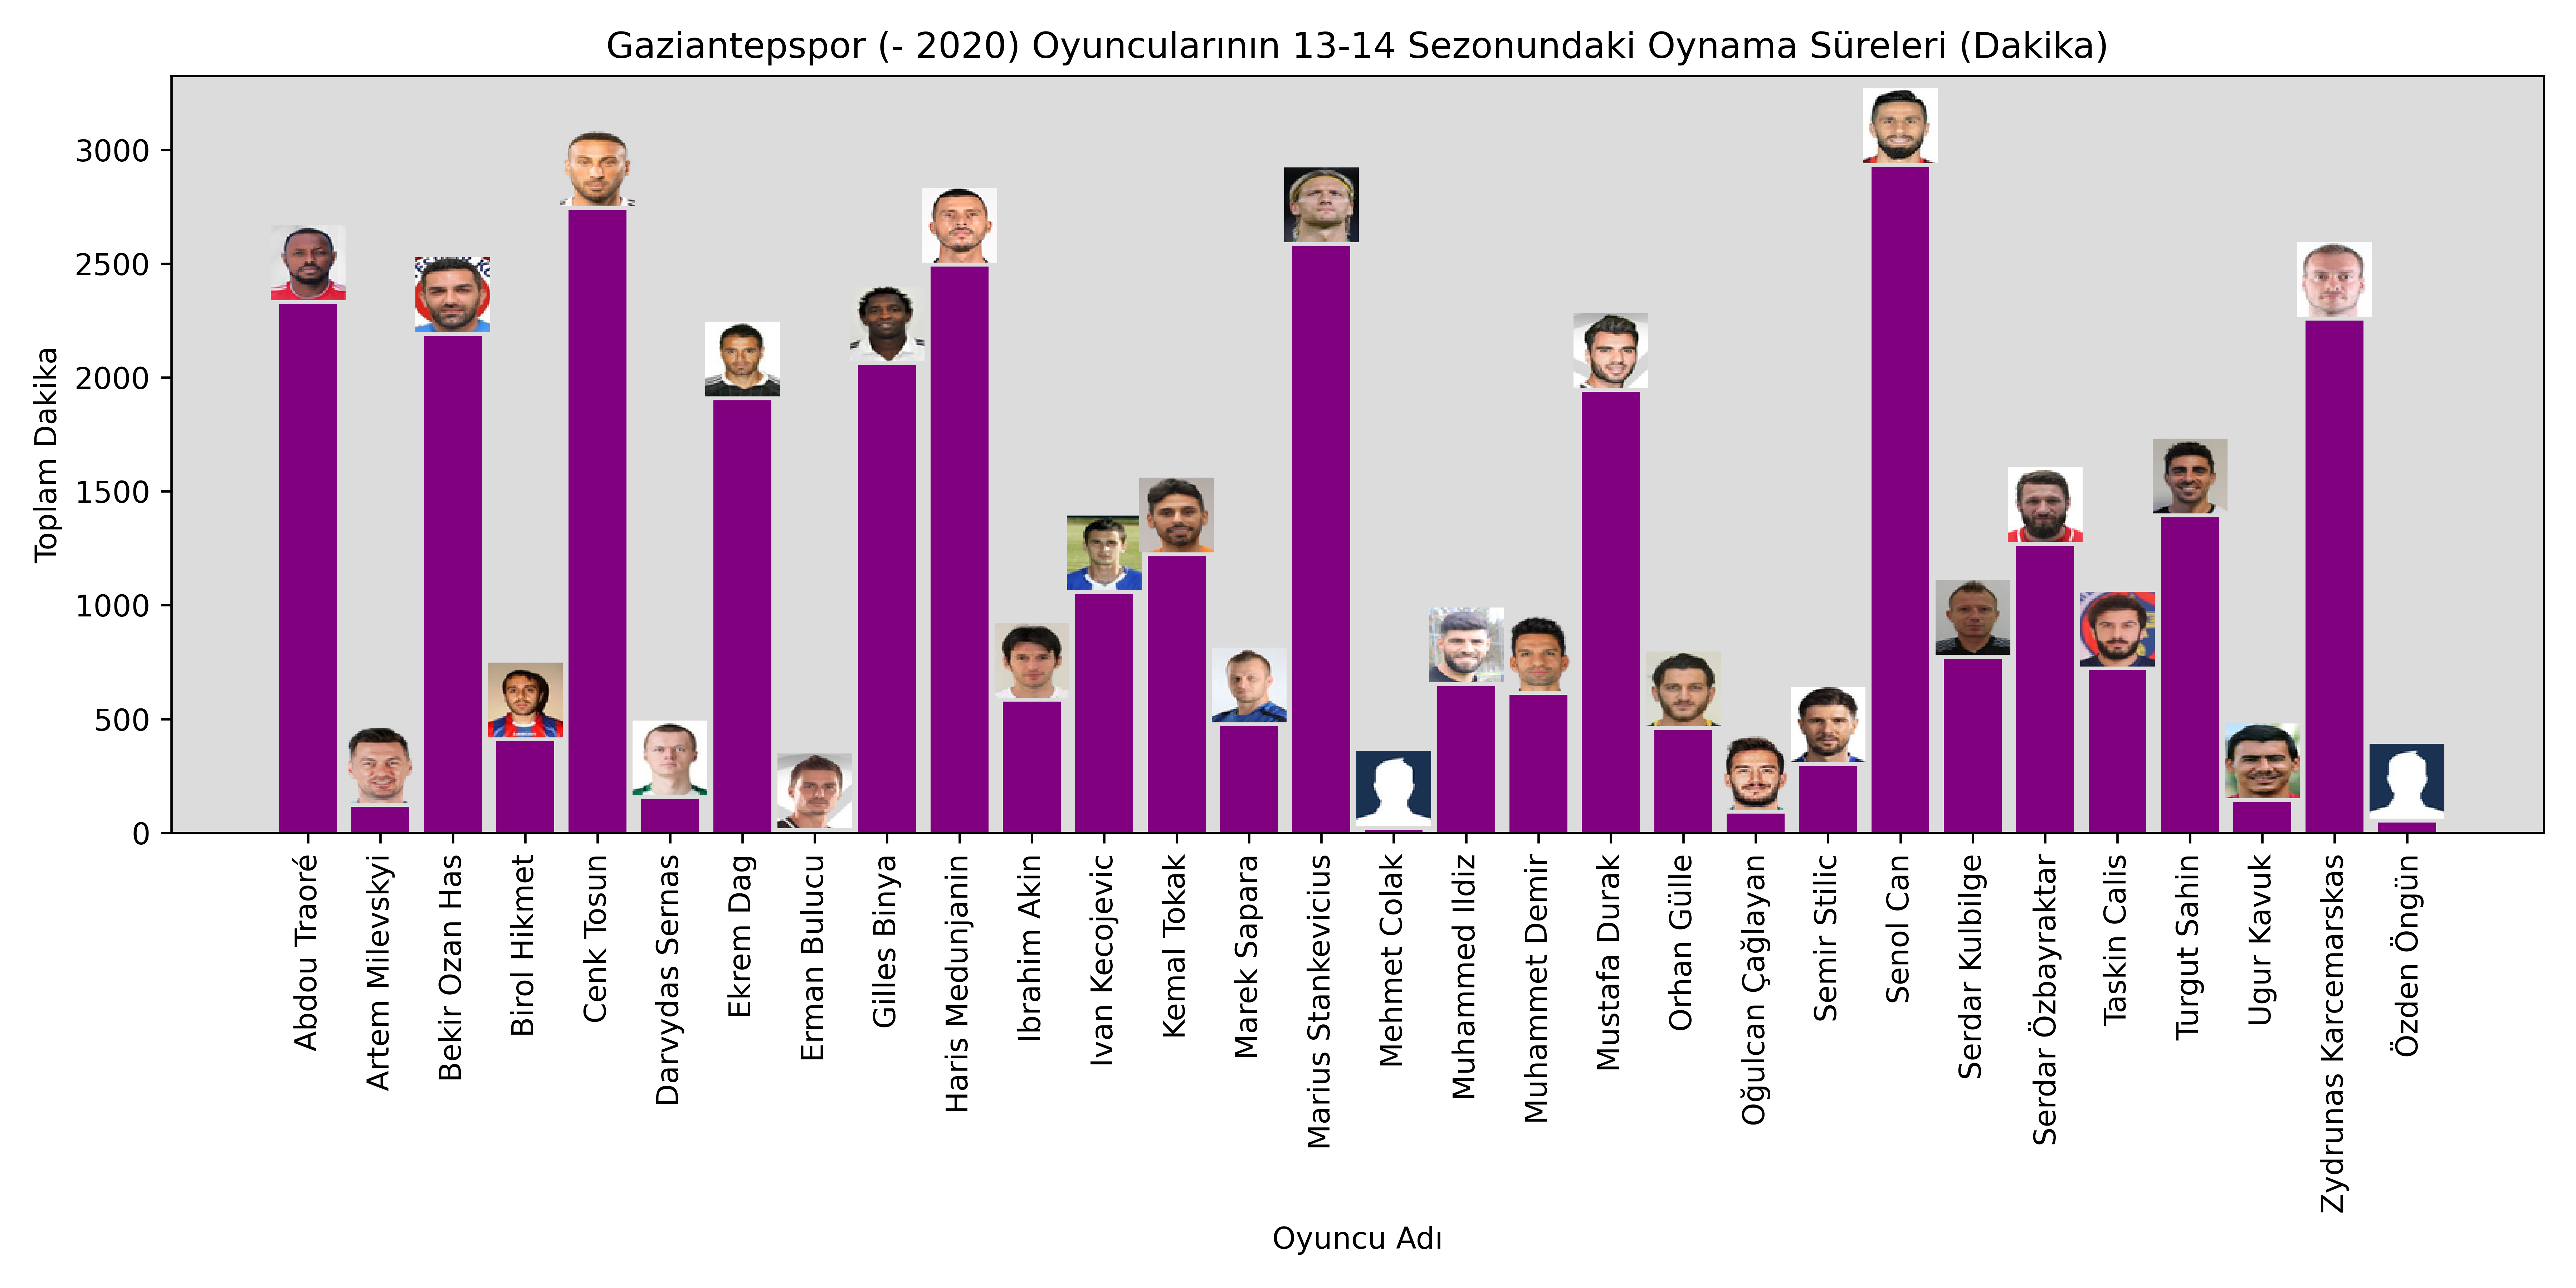 Gaziantepspor (- 2020) Oyuncularının 13-14 Sezonundaki Oynama Süreleri (Dakika)
Toplam Dakika
3000
2500
2000
1500
1000
500
0
Abdou Traoré
Artem Milevskyi
Bekir Ozan Has
Birol Hikmet
Cenk Tosun
Darvydas Sernas
Ekrem Dag
Erman Bulucu
Gilles Binya
Haris Medunjanin
Ibrahim Akin
Ivan Kecojevic
Kemal Tokak
Marek Sapara
Marius Stankevicius
Mehmet Colak
Muhammed Ildiz
Muhammet Demir
Mustafa Durak
Orhan Gülle
Oğulcan Çağlayan
Semir Stilic
Senol Can
Serdar Kulbilge
Serdar Özbayraktar
Taskin Calis
Turgut Sahin
Ugur Kavuk
Zydrunas Karcemarskas
Özden Öngün
Oyuncu Adı